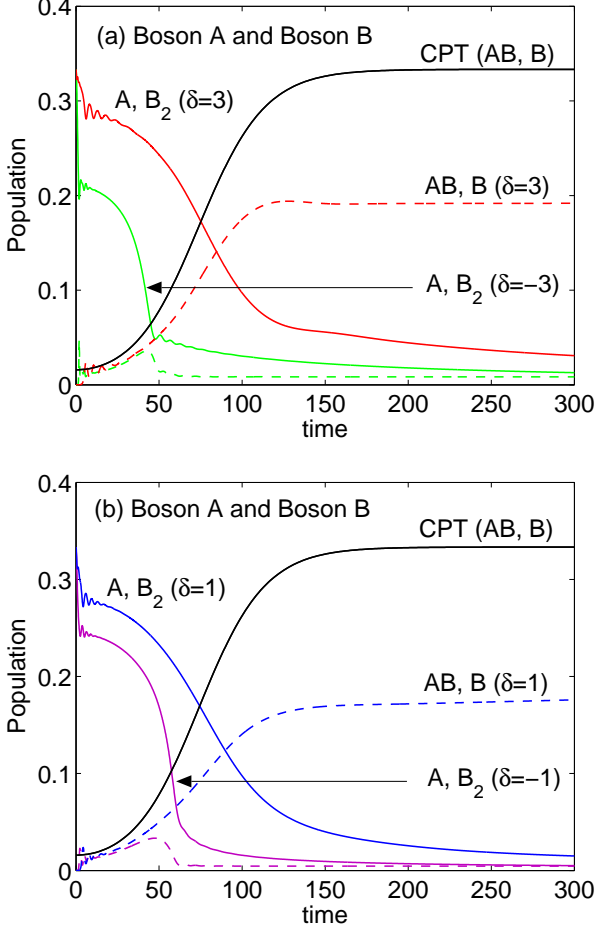 (a) Boson A and Boson B
CPT (AB, B)
A, B₂ (δ=3)
AB, B (δ=3)
A, B₂ (δ=−3)
Population
0.4
0.3
0.2
0.1
0
0 50 100 150 200 250 300
time
(b) Boson A and Boson B
CPT (AB, B)
A, B₂ (δ=1)
AB, B (δ=1)
A, B₂ (δ=−1)
Population
0.4
0.3
0.2
0.1
0
0 50 100 150 200 250 300
time